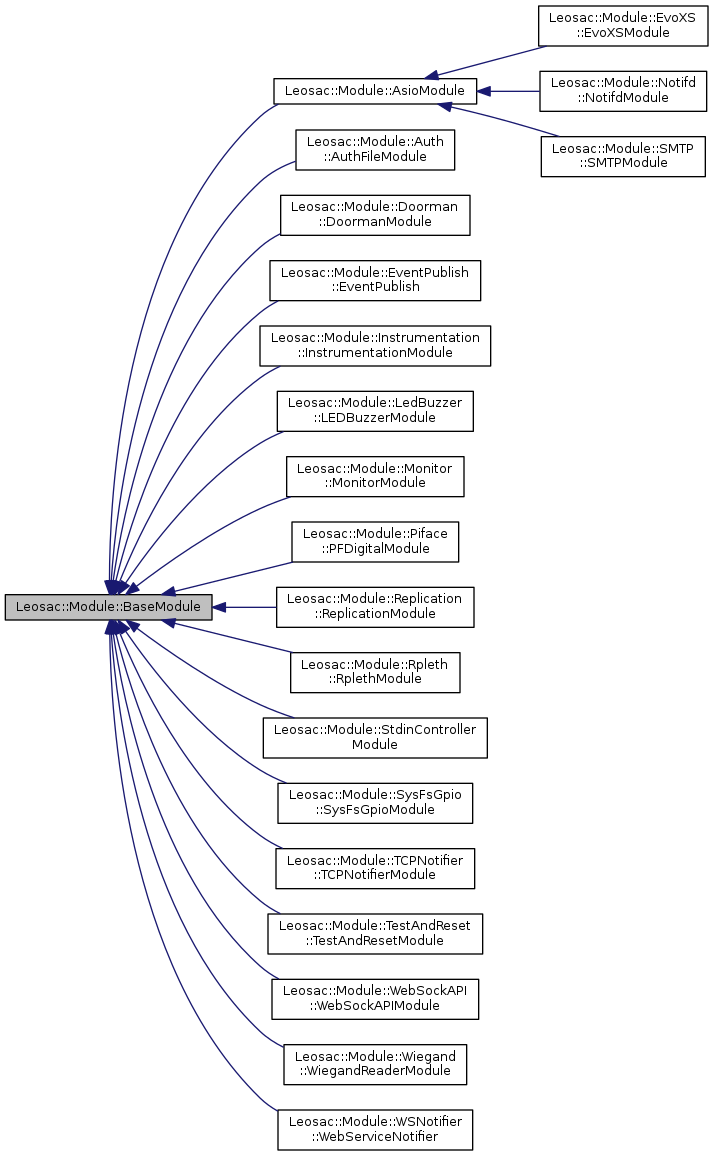 Leosac::Module::EvoXS
::EvoXSModule
Leosac::Module::AsioModule
Leosac::Module::Notifd
::NotifdModule
Leosac::Module::SMTP
::SMTPModule
Leosac::Module::Auth
::AuthFileModule
Leosac::Module::Doorman
::DoormanModule
Leosac::Module::EventPublish
::EventPublish
Leosac::Module::Instrumentation
::InstrumentationModule
Leosac::Module::LedBuzzer
::LEDBuzzerModule
Leosac::Module::Monitor
::MonitorModule
Leosac::Module::Piface
::PFDigitalModule
Leosac::Module::BaseModule
Leosac::Module::Replication
::ReplicationModule
Leosac::Module::Rpleth
::RplethModule
Leosac::Module::StdinController
Module
Leosac::Module::SysFsGpio
::SysFsGpioModule
Leosac::Module::TCPNotifier
::TCPNotifierModule
Leosac::Module::TestAndReset
::TestAndResetModule
Leosac::Module::WebSockAPI
::WebSockAPIModule
Leosac::Module::Wiegand
::WiegandReaderModule
Leosac::Module::WSNotifier
::WebServiceNotifier